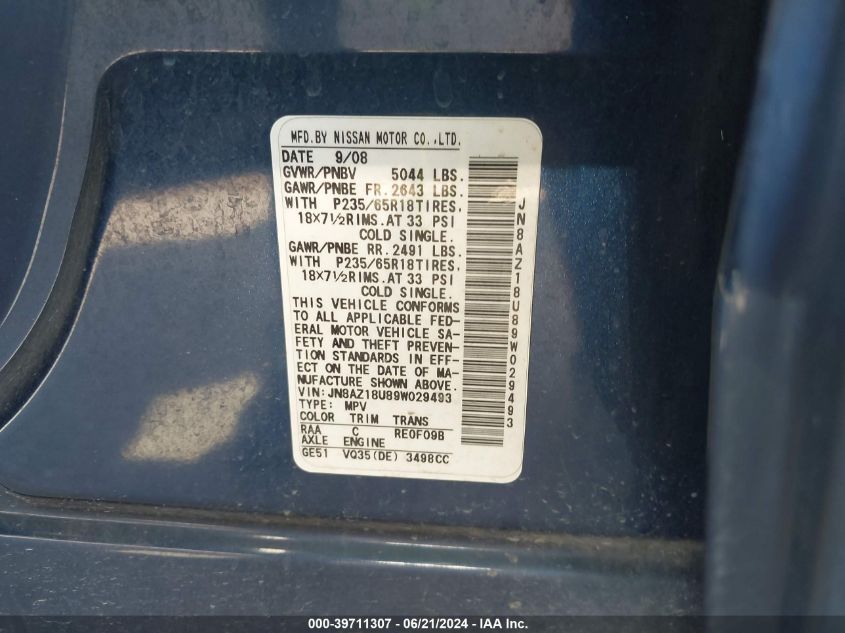 MFD.BY NISSAN MOTOR CO.,LTD.
DATE 9/08
GVWR/PNBV 5044 LBS.
GAWR/PNBE FR.2643 LBS.
WITH P235/65R18TIRES.
18X7½RIMS.AT 33 PSI
COLD SINGLE.
GAWR/PNBE RR.2491 LBS.
WITH P235/65R18TIRES.
18X7½RIMS.AT 33 PSI
COLD SINGLE.
THIS VEHICLE CONFORMS
TO ALL APPLICABLE FED-
ERAL MOTOR VEHICLE SA-
FETY AND THEFT PREVEN-
TION STANDARDS IN EFF-
ECT ON THE DATE OF MA-
NUFACTURE SHOWN ABOVE.
VIN:JN8AZ18U89W029493
TYPE: MPV
COLOR TRIM TRANS
RAA C RE0F09B
AXLE ENGINE
GE51 VQ35(DE) 3498CC
JN8AZ18U89W029493
000-39711307 - 06/21/2024 - IAA Inc.